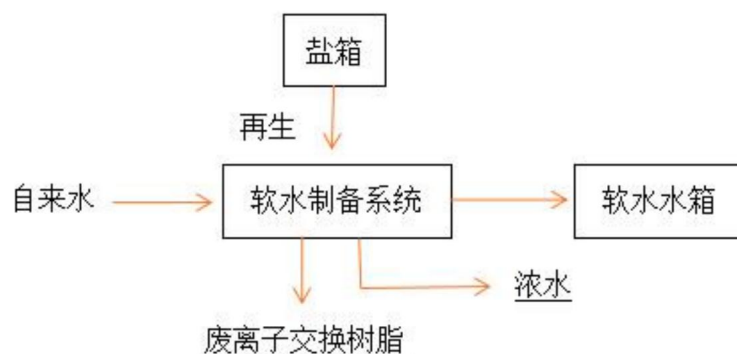 盐箱
再生
自来水
软水制备系统
软水水箱
浓水
废离子交换树脂